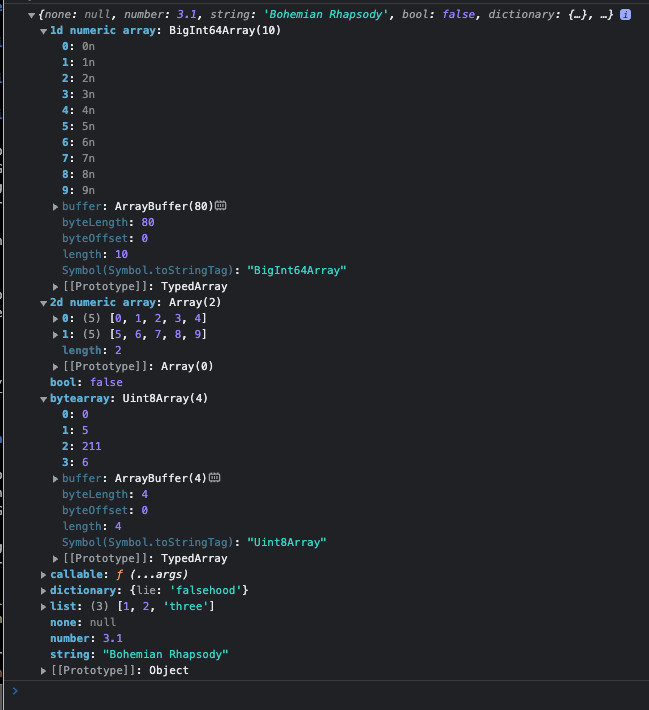 {none: null, number: 3.1, string: 'Bohemian Rhapsody', bool: false, dictionary: {…}, …} i
1d numeric array: BigInt64Array(10)
0: 0n
1: 1n
2: 2n
3: 3n
4: 4n
5: 5n
6: 6n
7: 7n
8: 8n
9: 9n
buffer: ArrayBuffer(80)
byteLength: 80
byteOffset: 0
length: 10
Symbol(Symbol.toStringTag): "BigInt64Array"
[[Prototype]]: TypedArray
2d numeric array: Array(2)
0: (5) [0, 1, 2, 3, 4]
1: (5) [5, 6, 7, 8, 9]
length: 2
[[Prototype]]: Array(0)
bool: false
bytearray: Uint8Array(4)
0: 0
1: 5
2: 211
3: 6
buffer: ArrayBuffer(4)
byteLength: 4
byteOffset: 0
length: 4
Symbol(Symbol.toStringTag): "Uint8Array"
[[Prototype]]: TypedArray
callable: ƒ (...args)
dictionary: {lie: 'falsehood'}
list: (3) [1, 2, 'three']
none: null
number: 3.1
string: "Bohemian Rhapsody"
[[Prototype]]: Object
>